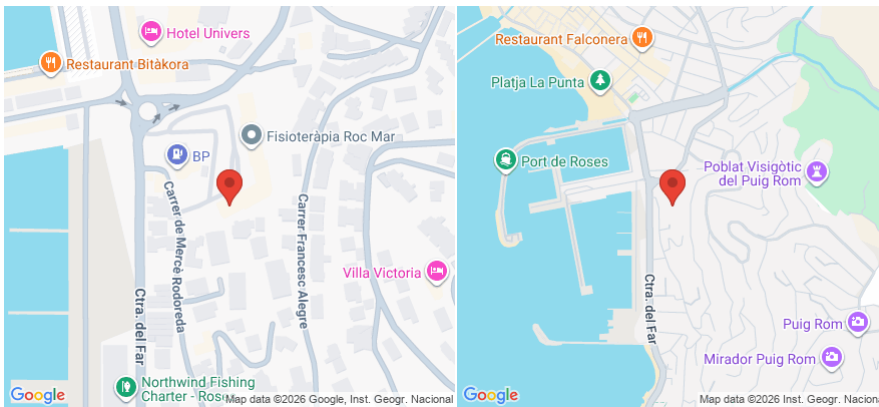 Hotel Univers
Restaurant Bitàkora
Fisioteràpia Roc Mar
BP
Carrer de Mercè Rodoreda
Carrer Francesc Alegre
Villa Victoria
Ctra. del Far
Northwind Fishing
Charter - Roses
Google
Map data ©2026 Google, Inst. Geogr. Nacional
Restaurant Falconera
Platja La Punta
Port de Roses
Poblat Visigòtic
del Puig Rom
Ctra. del Far
Puig Rom
Mirador Puig Rom
Google
Map data ©2026 Google, Inst. Geogr. Nacional